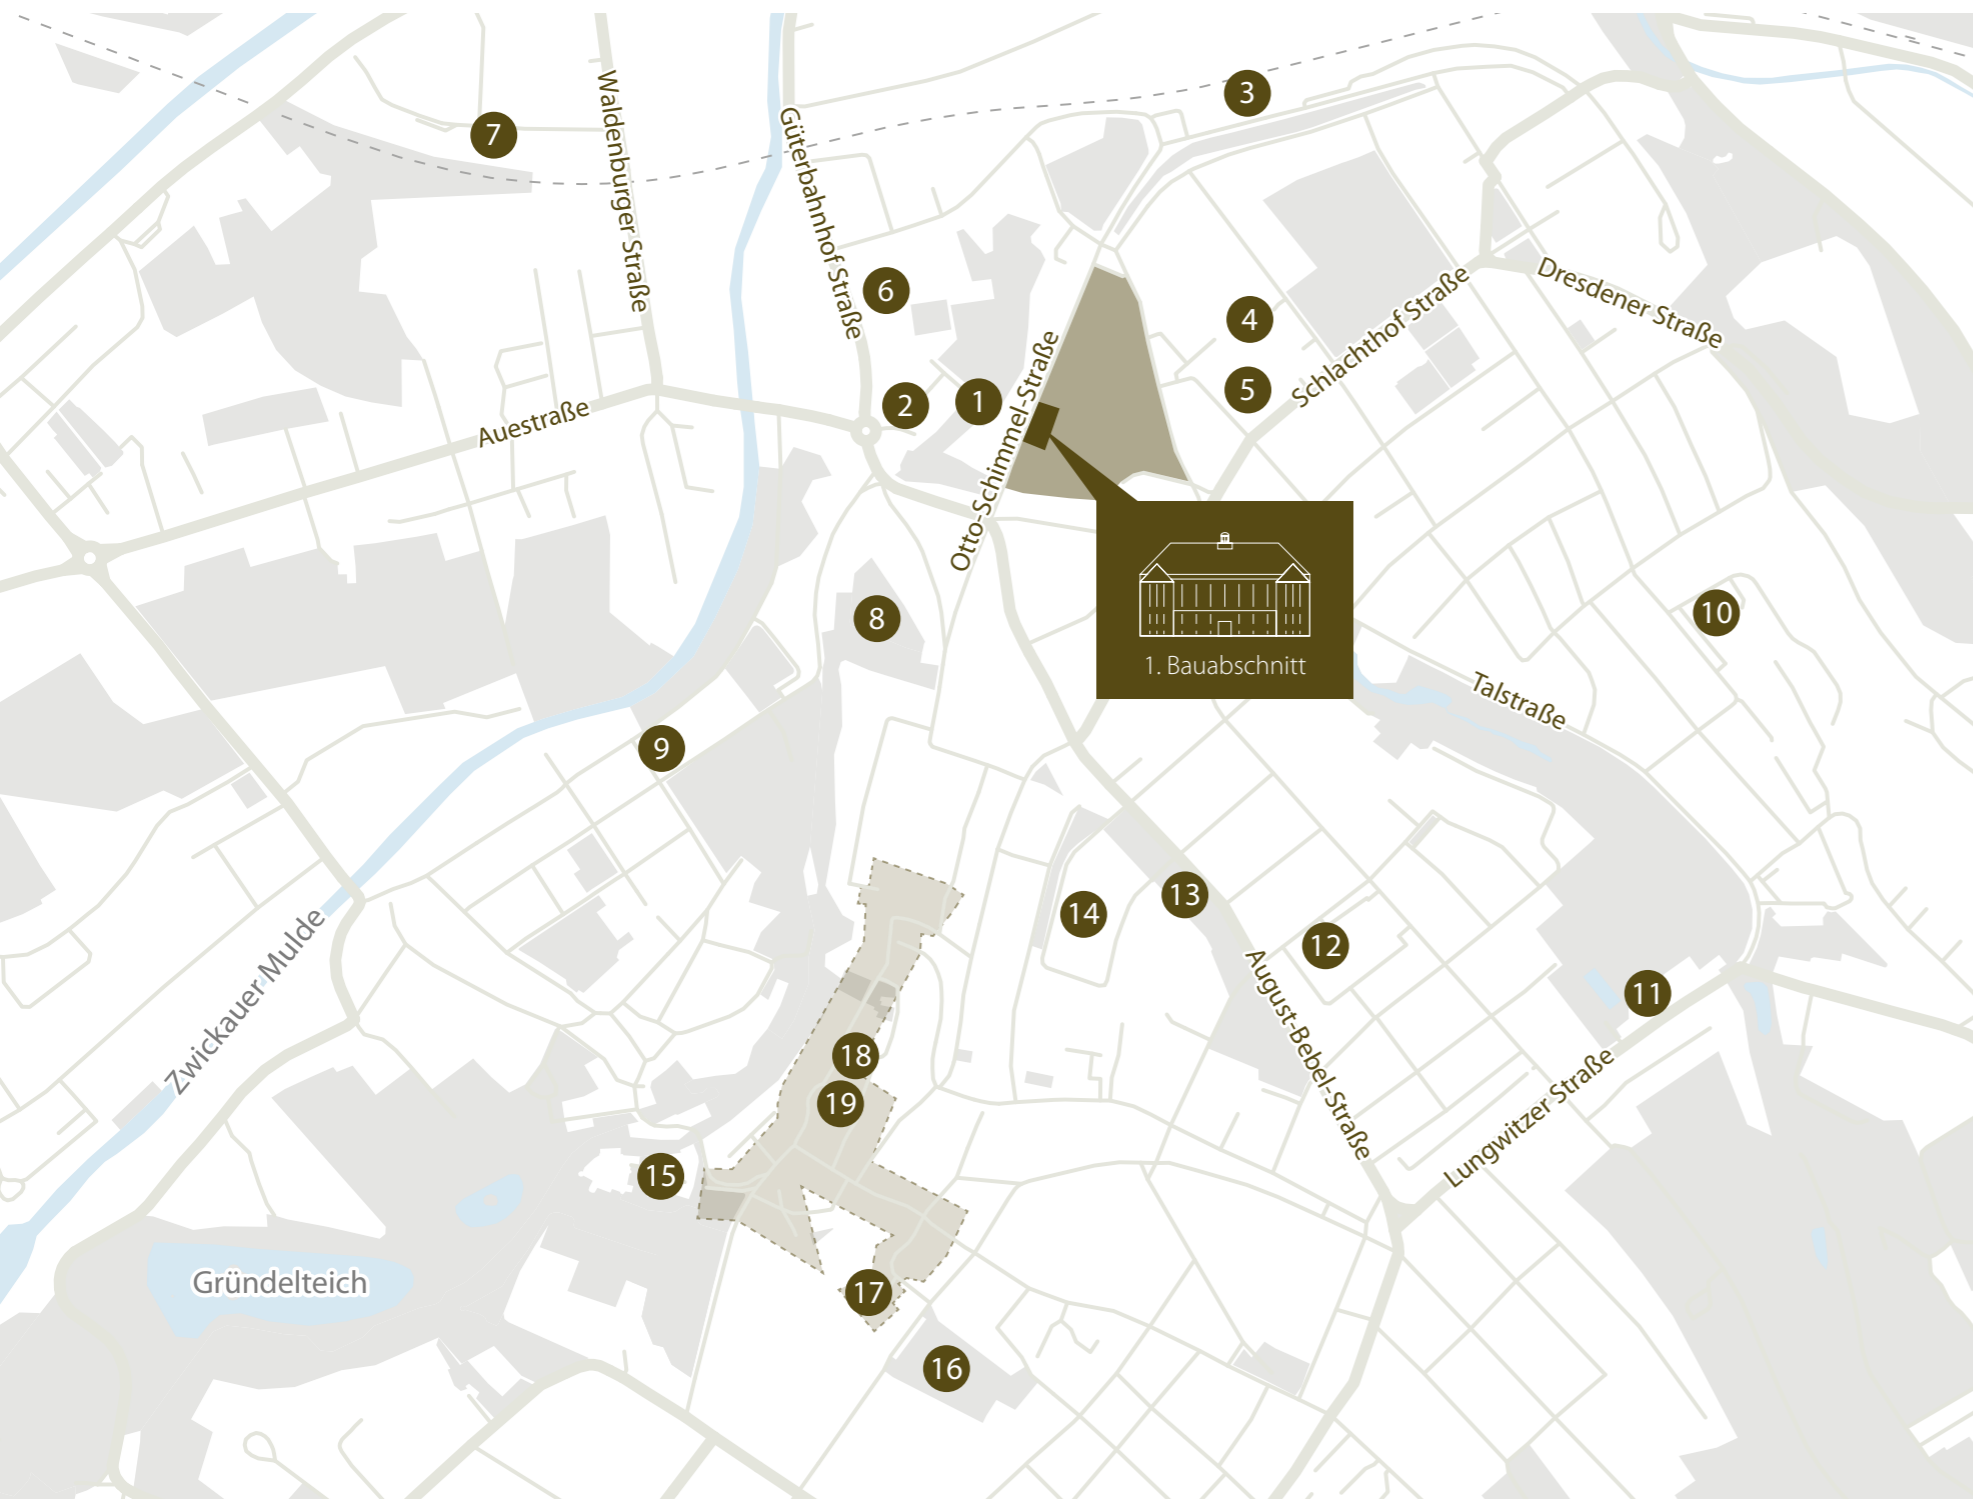 3
7
Waldenburger Straße
Güterbahnhof Straße
6
4
Schlachthof Straße
Dresdener Straße
5
2
1
Otto-Schimmel-Straße
Auestraße
8
10
1. Bauabschnitt
Talstraße
9
13
14
12
Zwickauer Mulde
August-Bebel-Straße
11
18
19
Lungwitzer Straße
15
Gründelteich
17
16